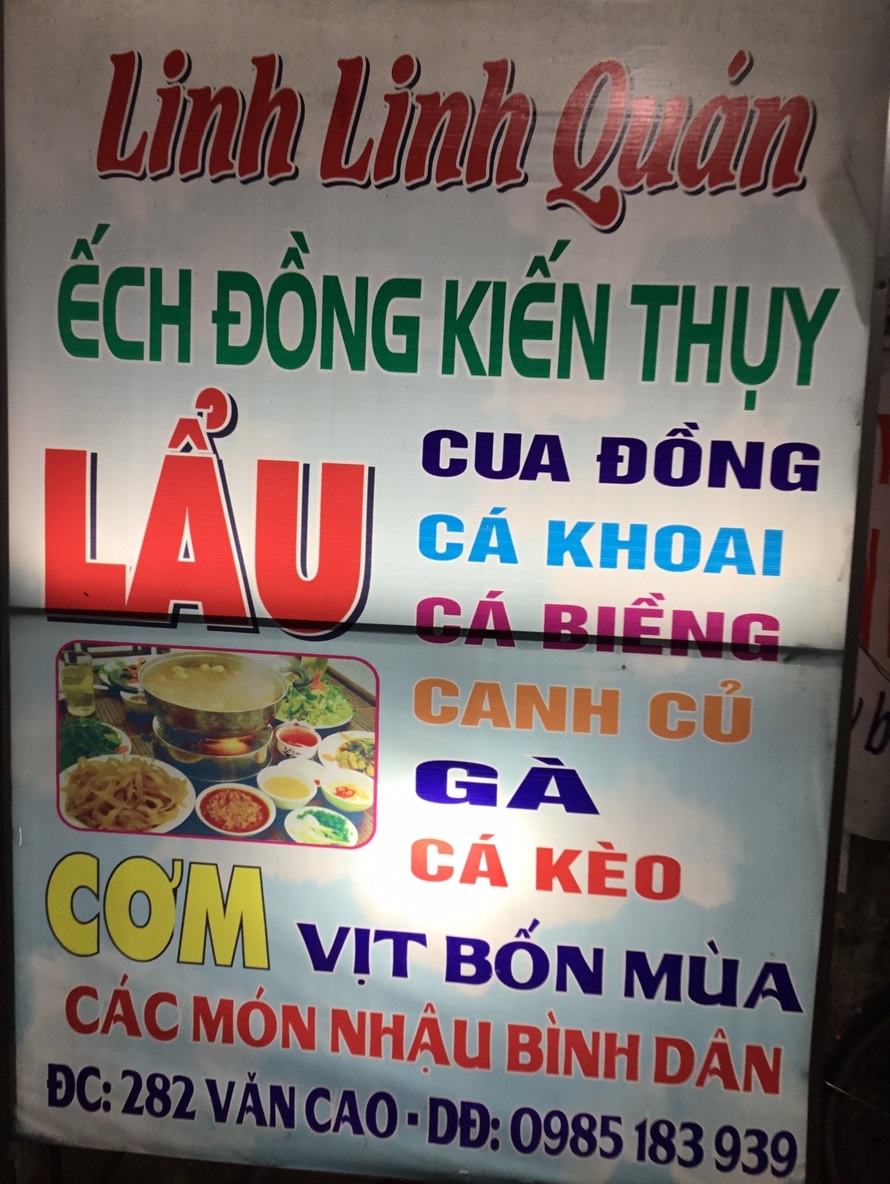 Linh Linh Quán
ẾCH ĐỒNG KIẾN THỤY
LẨU
CUA ĐỒNG
CÁ KHOAI
CÁ BIỀNG
CANH CỦ
GÀ
CÁ KÈO
CƠM
VỊT BỐN MÙA
CÁC MÓN NHẬU BÌNH DÂN
ĐC: 282 VĂN CAO - DĐ: 0985 183 939